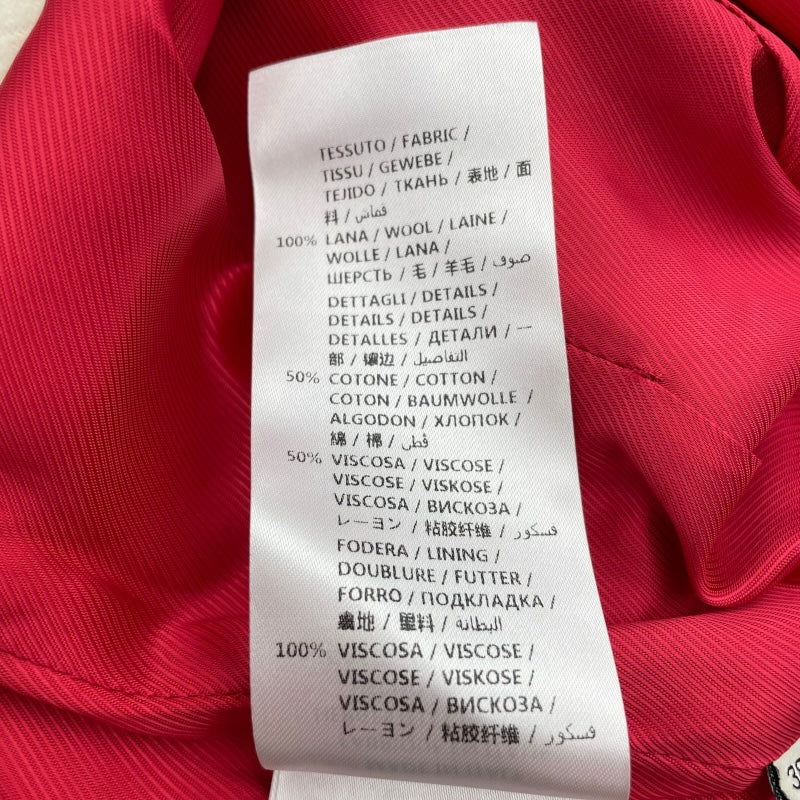 TESSUTO / FABRIC /
TISSU / GEWEBE /
TEJIDO / ТКАНЬ / 表地 / 面
料 / قماش
100% LANA / WOOL / LAINE /
WOLLE / LANA /
ШЕРСТЬ / 毛 / 羊毛 / صوف
DETTAGLI / DETAILS /
DETAILS / DETAILS /
DETALLES / ДЕТАЛИ / 一
部 / 镶边 / التفاصيل
50% COTONE / COTTON /
COTON / BAUMWOLLE /
ALGODON / ХЛОПОК /
綿 / 棉 / قطن
50% VISCOSA / VISCOSE /
VISCOSE / VISKOSE /
VISCOSA / ВИСКОЗА /
レーヨン / 粘胶纤维 / فسكور
FODERA / LINING /
DOUBLURE / FUTTER /
FORRO / ПОДКЛАДКА /
裏地 / 里料 / البطانة
100% VISCOSA / VISCOSE /
VISCOSE / VISKOSE /
VISCOSA / ВИСКОЗА /
レーヨン / 粘胶纤维 / فسكور